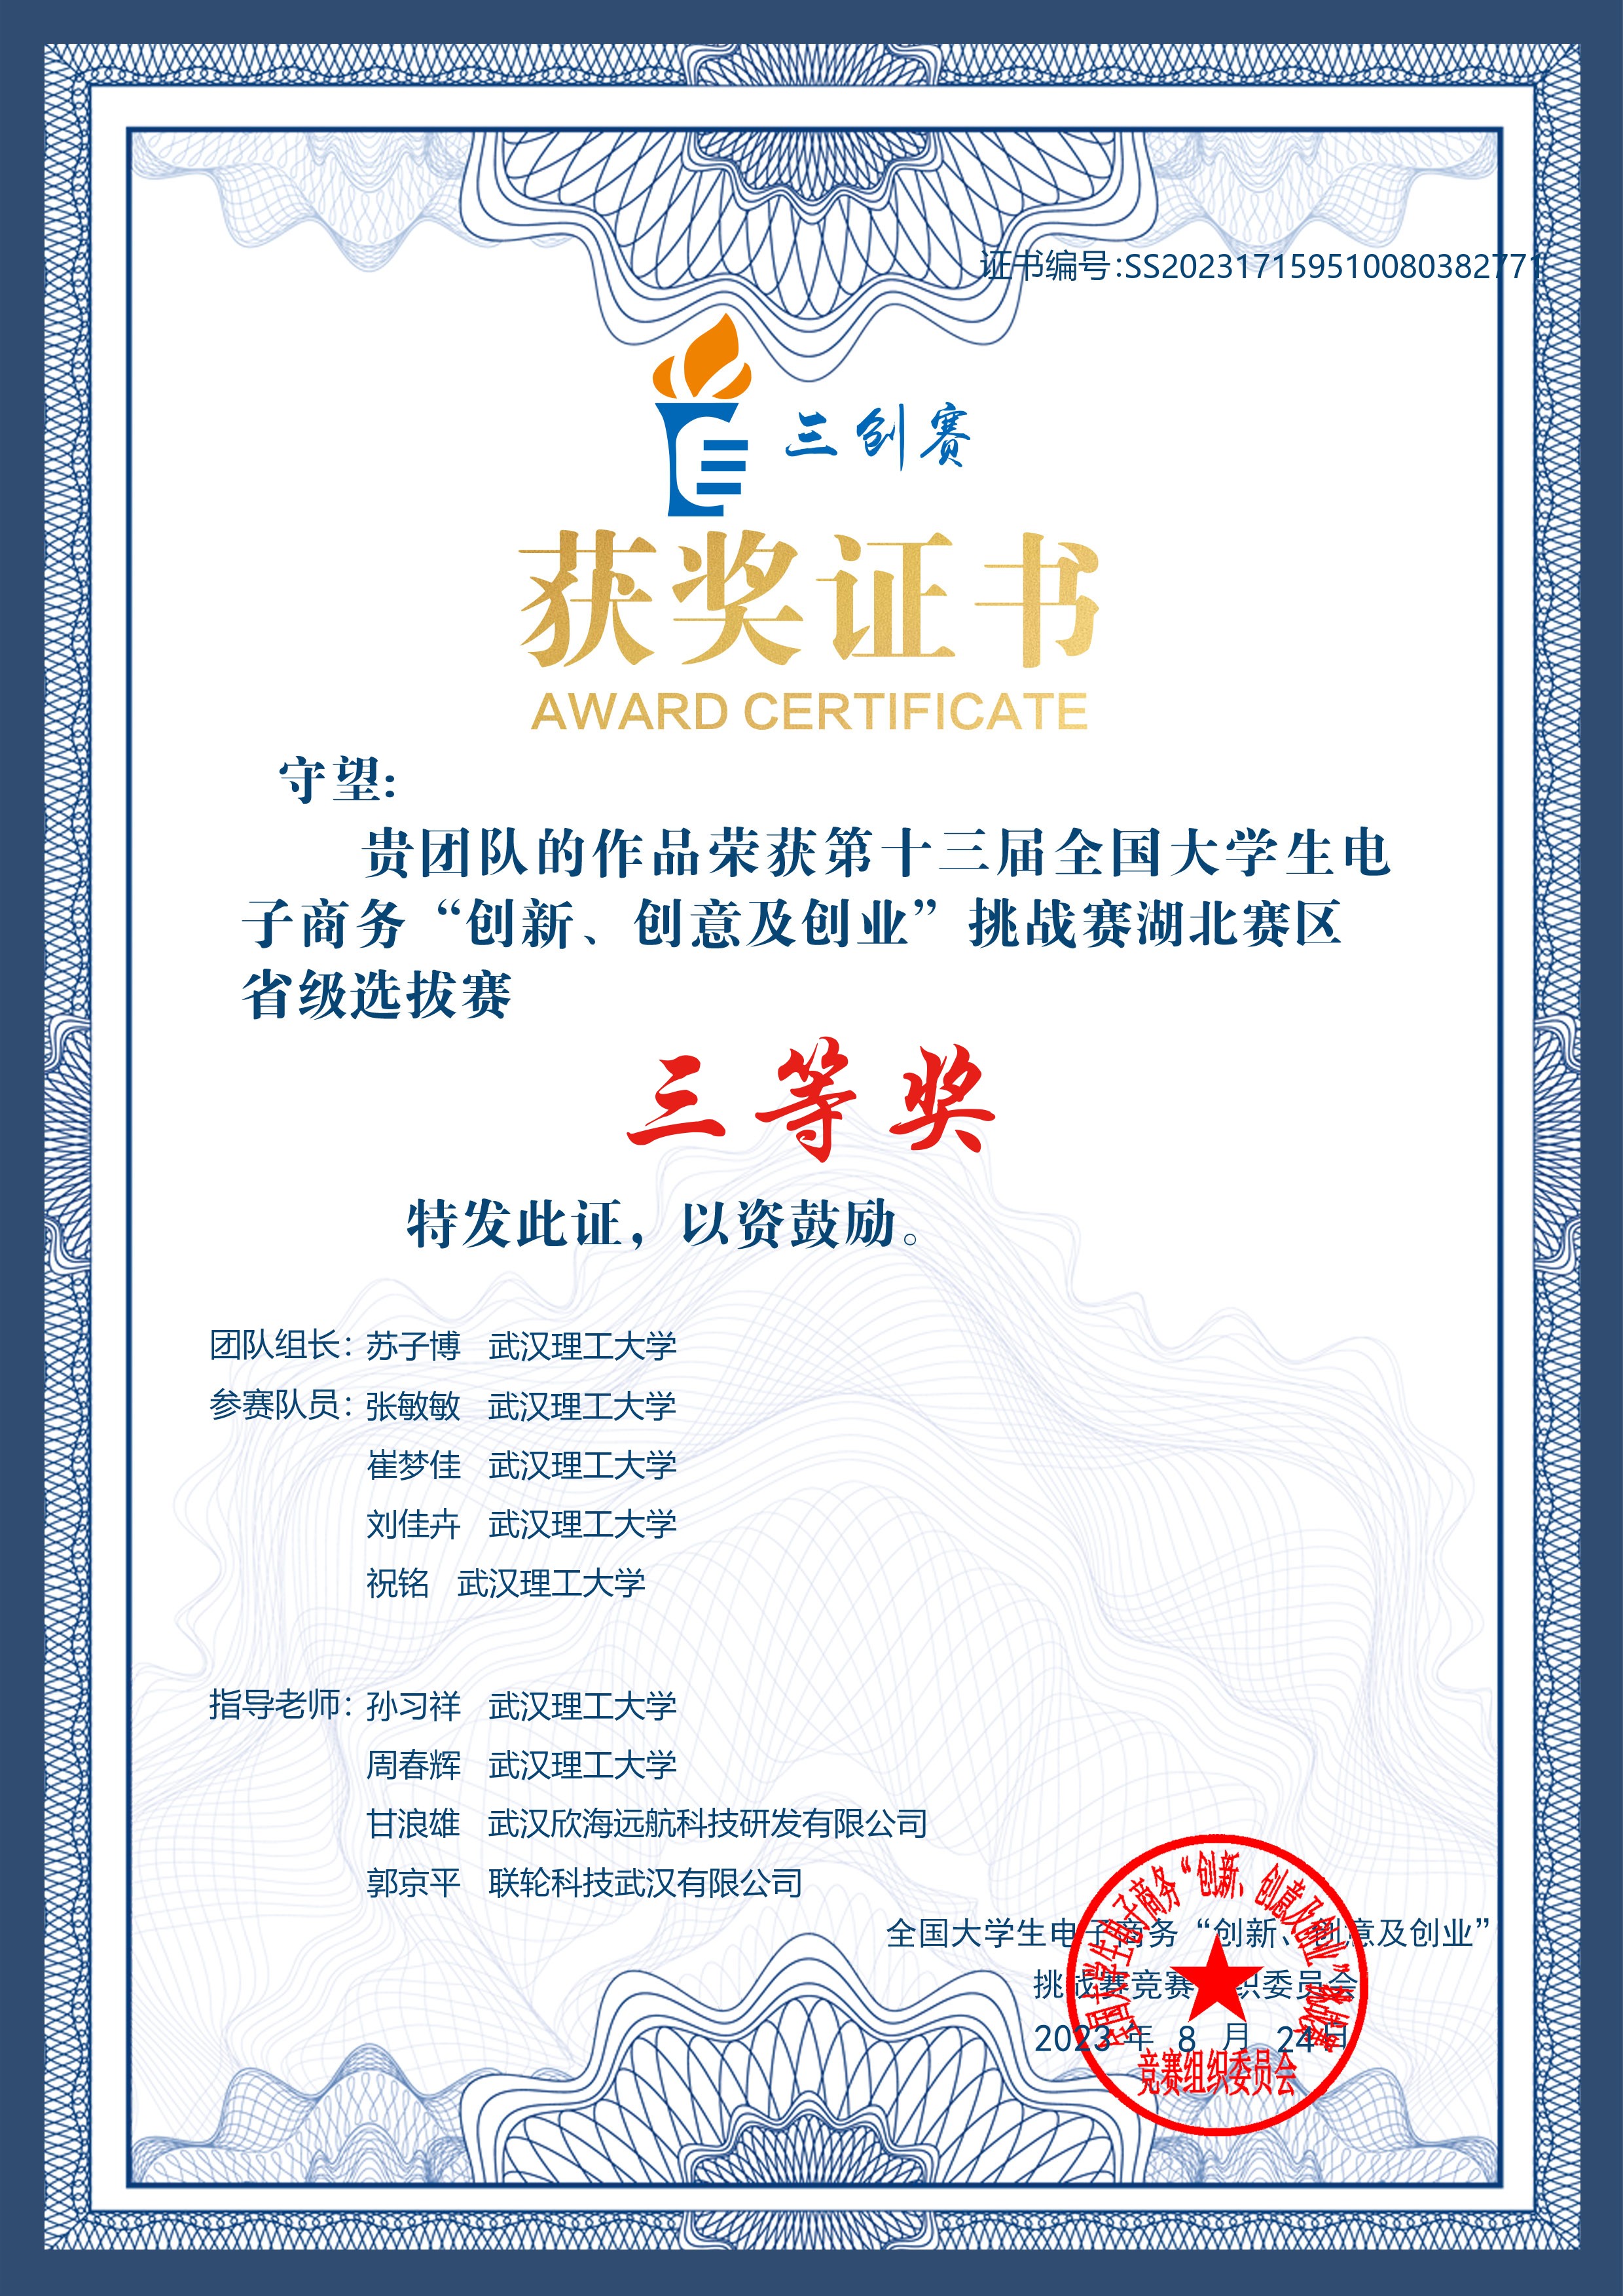 证书编号:SS20231715951008038277​1
三创赛
获奖证书
AWARD CERTIFICATE
守望:
贵团队的作品荣获第十三届全国大学生电
子商务“创新、创意及创业”挑战赛湖北赛区
省级选拔赛
三等奖
特发此证，以资鼓励。
团队组长: 苏子博 武汉理工大学
参赛队员: 张敏敏 武汉理工大学
崔梦佳 武汉理工大学
刘佳卉 武汉理工大学
祝铭 武汉理工大学
指导老师: 孙习祥 武汉理工大学
周春辉 武汉理工大学
甘浪雄 武汉欣海远航科技研发有限公司
郭京平 联轮科技武汉有限公司
全国大学生电子商务“创新、创意及创业”
挑战赛竞赛组织委员会
2023 年 8 月 24日
全国大学生电子商务“创新、创意及创业”挑战赛
竞赛组织委员会